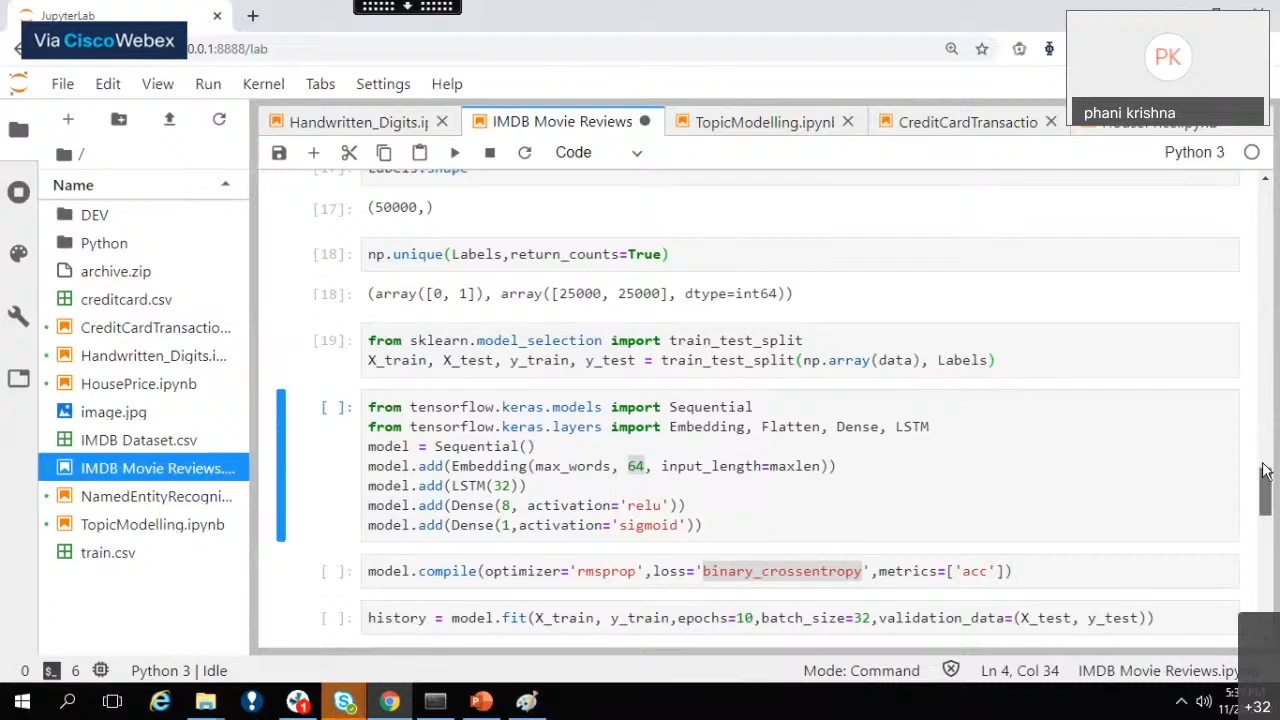 JupyterLab
Via Cisco Webex
0.0.1:8888/lab
PK
phani krishna
File Edit View Run Kernel Tabs Settings Help
Handwritten_Digits.i
IMDB Movie Reviews
TopicModelling.ipynl
CreditCardTransactio
Code
Python 3
/
Name
DEV
Python
archive.zip
creditcard.csv
CreditCardTransactio...
Handwritten_Digits.i...
HousePrice.ipynb
image.jpg
IMDB Dataset.csv
IMDB Movie Reviews....
NamedEntityRecogni...
TopicModelling.ipynb
train.csv
Labels.shape
[17]: (50000,)
[18]: np.unique(Labels,return_counts=True)
[18]: (array([0, 1]), array([25000, 25000], dtype=int64))
[19]: from sklearn.model_selection import train_test_split
X_train, X_test, y_train, y_test = train_test_split(np.array(data), Labels)
[ ]: from tensorflow.keras.models import Sequential
from tensorflow.keras.layers import Embedding, Flatten, Dense, LSTM
model = Sequential()
model.add(Embedding(max_words, 64, input_length=maxlen))
model.add(LSTM(32))
model.add(Dense(8, activation='relu'))
model.add(Dense(1,activation='sigmoid'))
[ ]: model.compile(optimizer='rmsprop',loss='binary_crossentropy',metrics=['acc'])
[ ]: history = model.fit(X_train, y_train,epochs=10,batch_size=32,validation_data=(X_test, y_test))
0 6 Python 3 | Idle
Mode: Command Ln 4, Col 34 IMDB Movie Reviews.ipy
1
+32